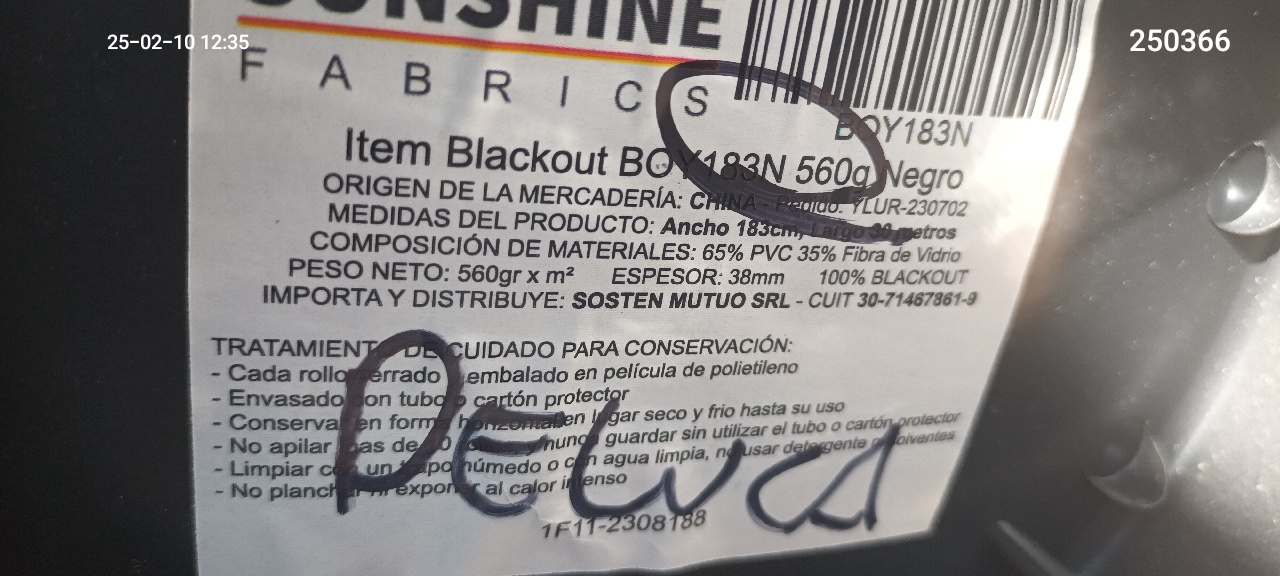 25-02-10 12:35
250366
SUNSHINE
FABRICS
BOY183N
Item Blackout BOY183N 560g Negro
ORIGEN DE LA MERCADERÍA: CHINA - Pedido: YLUR-230702
MEDIDAS DEL PRODUCTO: Ancho 183cm, Largo 30 metros
COMPOSICIÓN DE MATERIALES: 65% PVC 35% Fibra de Vidrio
PESO NETO: 560gr x m² ESPESOR: 38mm 100% BLACKOUT
IMPORTA Y DISTRIBUYE: SOSTEN MUTUO SRL - CUIT 30-71467861-9
TRATAMIENTO DE CUIDADO PARA CONSERVACIÓN:
- Cada rollo cerrado embalado en película de polietileno
- Envasado con tubo o cartón protector
- Conservar en forma horizontal en lugar seco y frio hasta su uso
- No apilar mas de y nunca guardar sin utilizar el tubo o cartón protector
- Limpiar con un trapo húmedo o con agua limpia, no usar detergente o solventes
- No planchar ni exponer al calor intenso
DELUCA
1F11-2308188